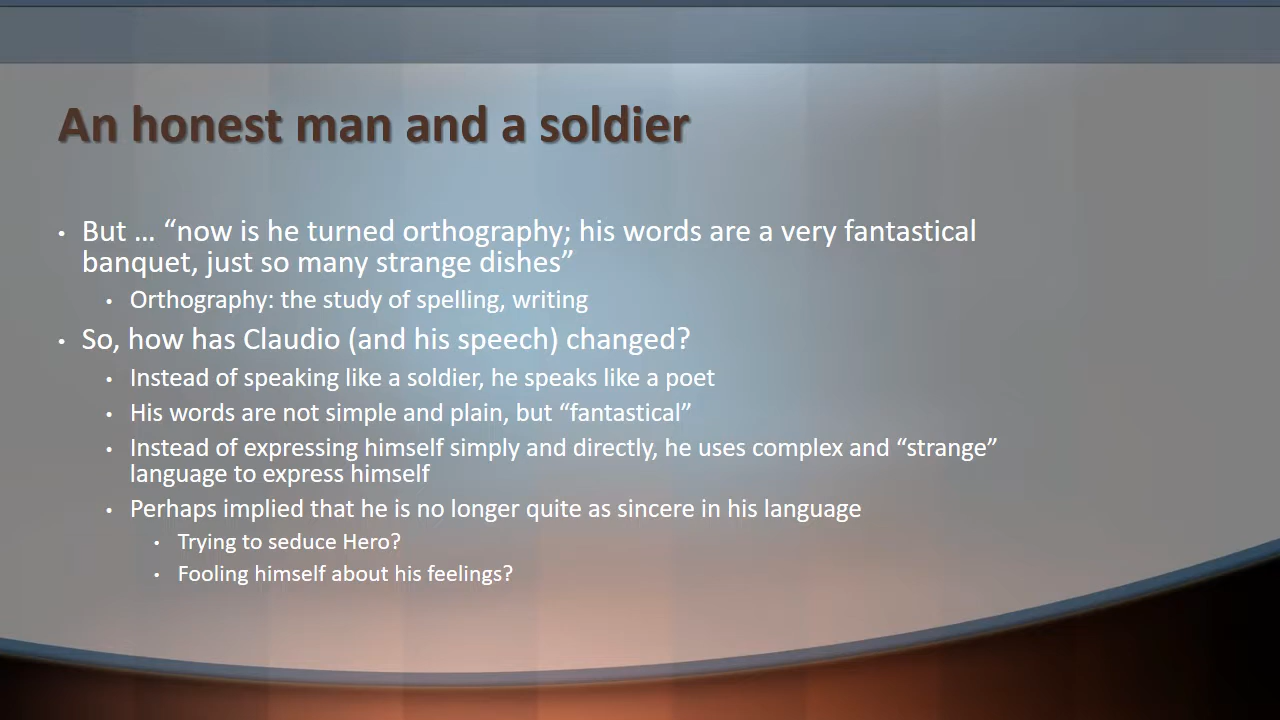 An honest man and a soldier
• But … “now is he turned orthography; his words are a very fantastical
banquet, just so many strange dishes”
• Orthography: the study of spelling, writing
• So, how has Claudio (and his speech) changed?
• Instead of speaking like a soldier, he speaks like a poet
• His words are not simple and plain, but “fantastical”
• Instead of expressing himself simply and directly, he uses complex and “strange”
language to express himself
• Perhaps implied that he is no longer quite as sincere in his language
• Trying to seduce Hero?
• Fooling himself about his feelings?